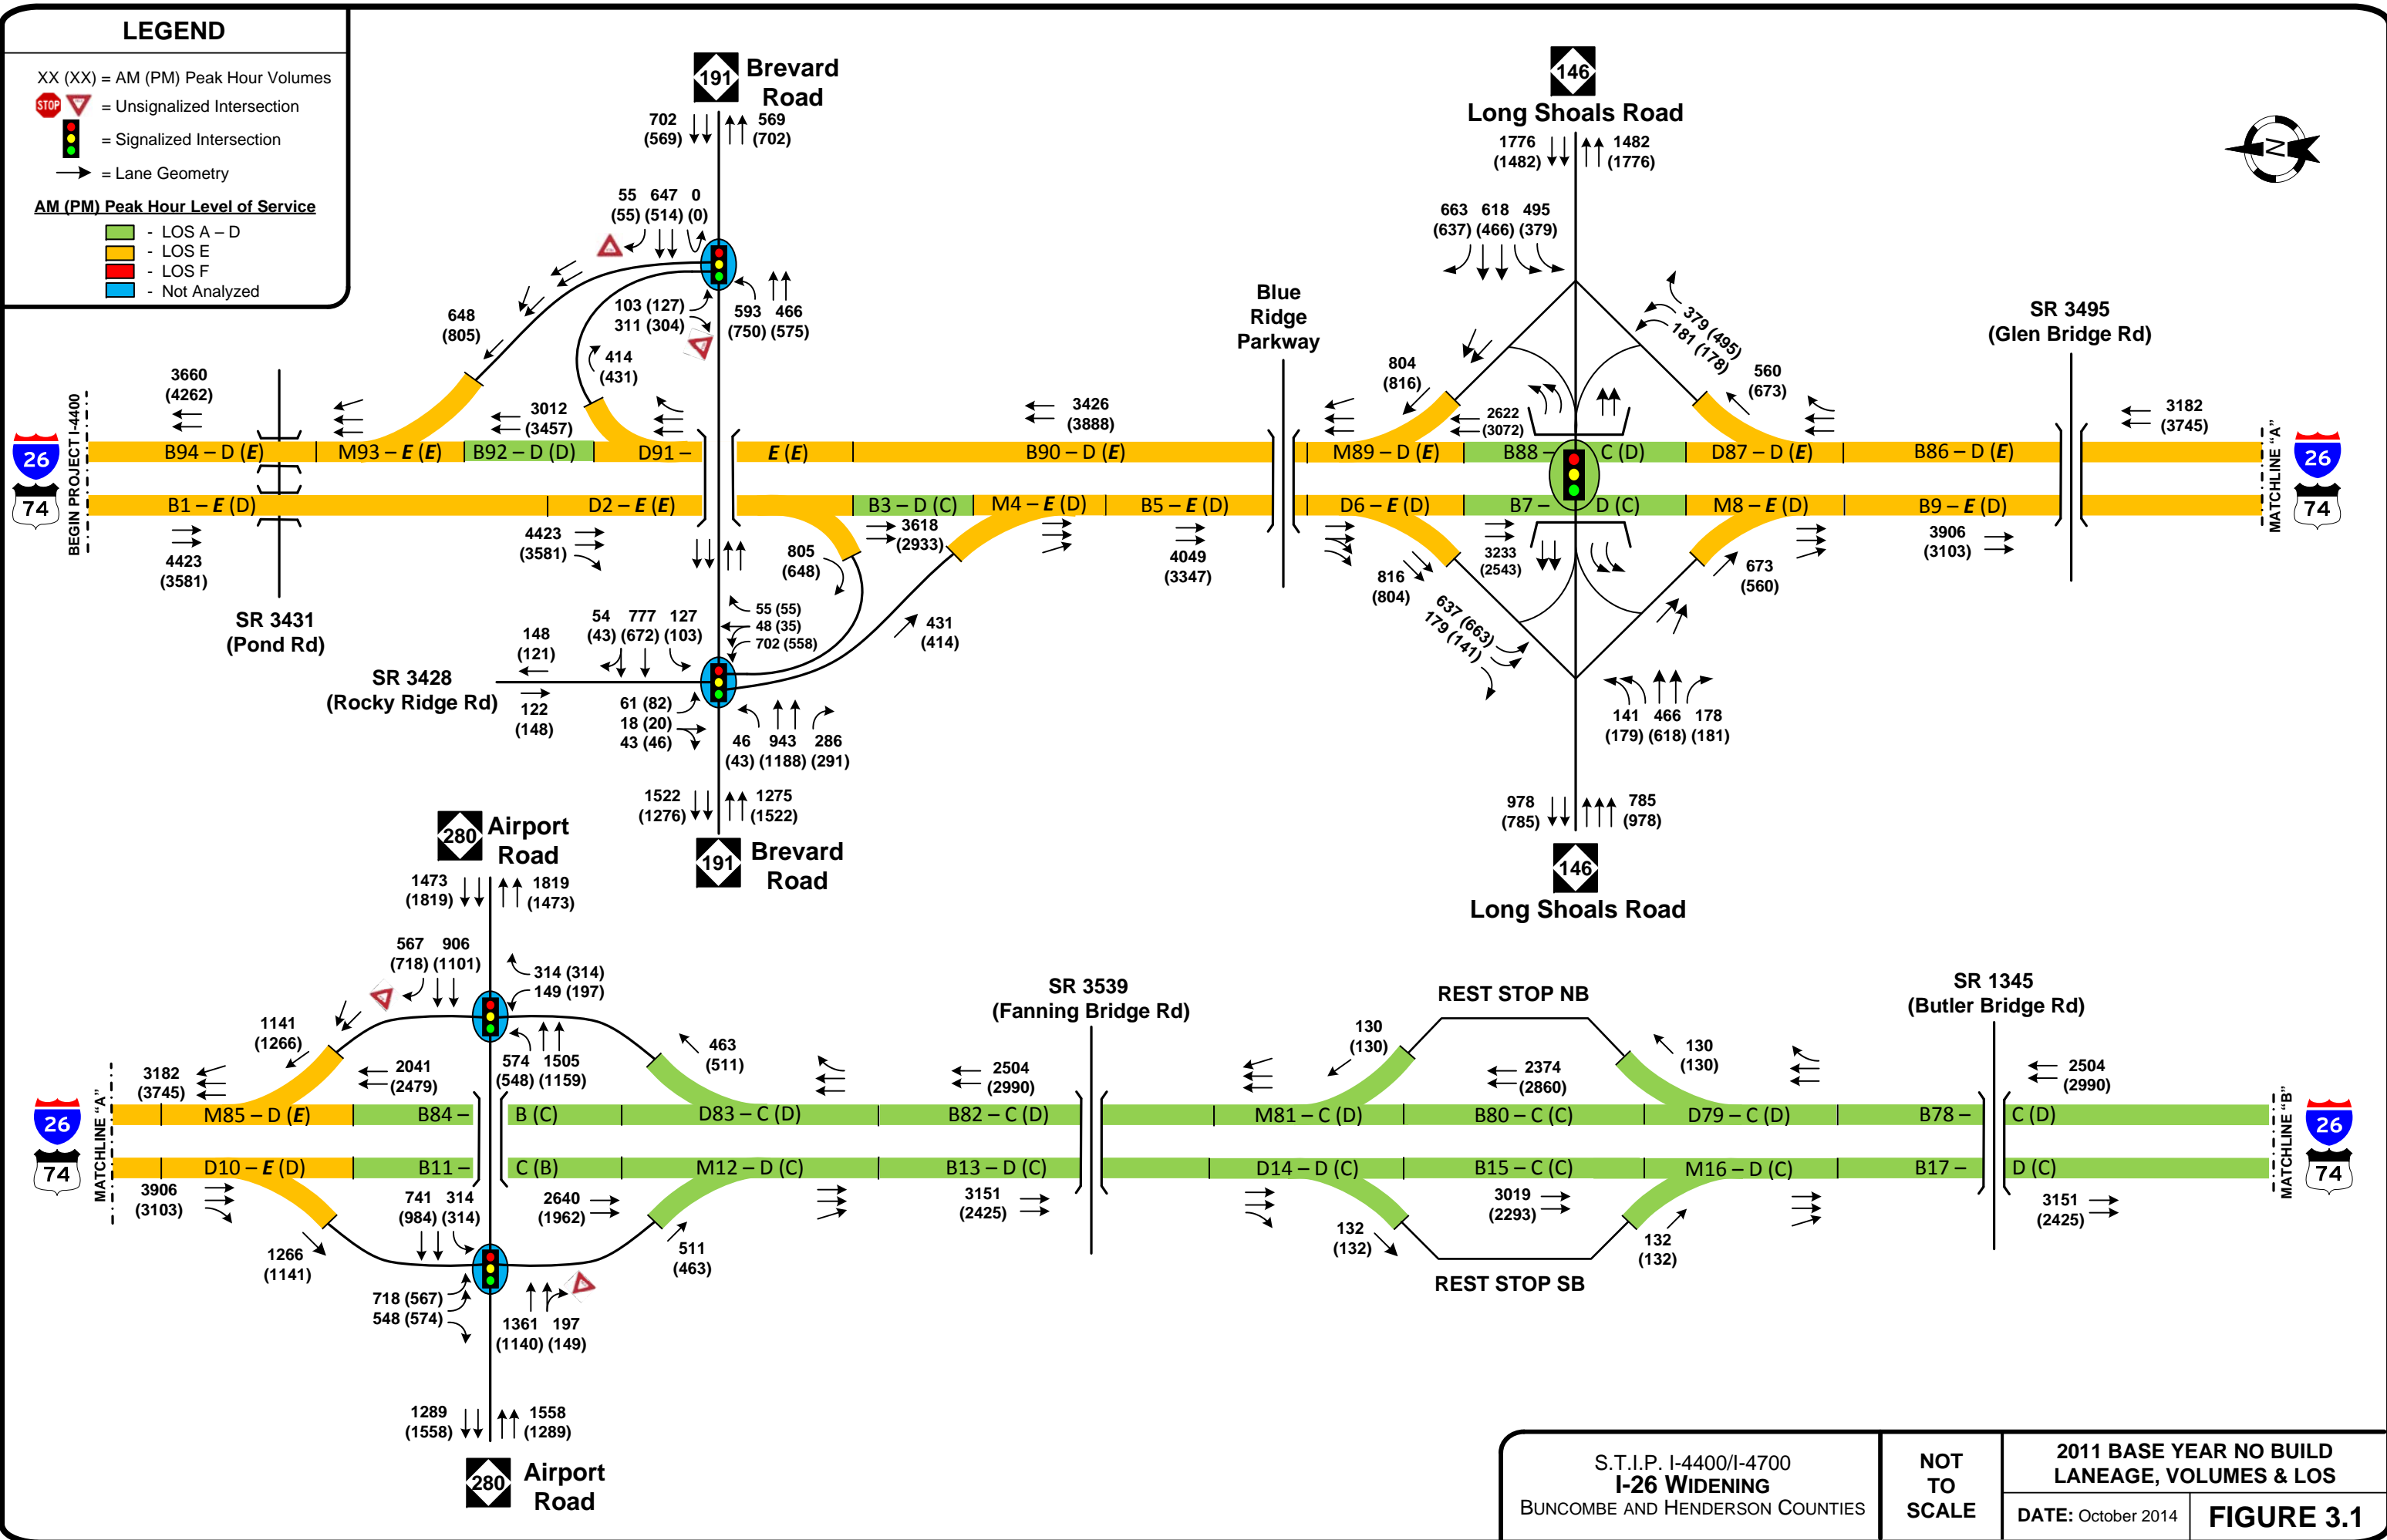 LEGEND
XX (XX) = AM (PM) Peak Hour Volumes
STOP = Unsignalized Intersection
= Signalized Intersection
= Lane Geometry
AM (PM) Peak Hour Level of Service
- LOS A – D
- LOS E
- LOS F
- Not Analyzed
191 Brevard
Road
702 569
(569) (702)
55 647 0
(55) (514) (0)
103 (127)
311 (304)
593 466
(750) (575)
648
(805)
414
(431)
3660
(4262)
3012
(3457)
3426
(3888)
BEGIN PROJECT I-4400
26
74
B94 – D (E)
M93 – E (E)
B92 – D (D)
D91 – E (E)
B90 – D (E)
M89 – D (E)
B88 – C (D)
D87 – D (E)
B86 – D (E)
B1 – E (D)
D2 – E (E)
B3 – D (C)
M4 – E (D)
B5 – E (D)
D6 – E (D)
B7 – D (C)
M8 – E (D)
B9 – E (D)
MATCHLINE "A"
26
74
4423
(3581)
SR 3431
(Pond Rd)
4423
(3581)
805
(648)
3618
(2933)
4049
(3347)
55 (55)
48 (35)
702 (558)
54 777 127
(43) (672) (103)
148
(121)
SR 3428
(Rocky Ridge Rd)
122
(148)
61 (82)
18 (20)
43 (46)
46 943 286
(43) (1188) (291)
431
(414)
1522 1275
(1276) (1522)
191 Brevard
Road
Blue
Ridge
Parkway
146
Long Shoals Road
1776 1482
(1482) (1776)
663 618 495
(637) (466) (379)
379 (495)
181 (178)
804
(816)
560
(673)
2622
(3072)
SR 3495
(Glen Bridge Rd)
3182
(3745)
3233
(2543)
816
(804)
637 (663)
179 (141)
673
(560)
3906
(3103)
141 466 178
(179) (618) (181)
978 785
(785) (978)
146
Long Shoals Road
280 Airport
Road
1473 1819
(1819) (1473)
567 906
(718) (1101)
314 (314)
149 (197)
1141
(1266)
574 1505
(548) (1159)
463
(511)
3182
(3745)
2041
(2479)
2504
(2990)
SR 3539
(Fanning Bridge Rd)
REST STOP NB
130
(130)
2374
(2860)
130
(130)
SR 1345
(Butler Bridge Rd)
2504
(2990)
MATCHLINE "A"
26
74
M85 – D (E)
B84 – B (C)
D83 – C (D)
B82 – C (D)
M81 – C (D)
B80 – C (C)
D79 – C (D)
B78 – C (D)
D10 – E (D)
B11 – C (B)
M12 – D (C)
B13 – D (C)
D14 – D (C)
B15 – C (C)
M16 – D (C)
B17 – D (C)
MATCHLINE "B"
26
74
3906
(3103)
741 314
(984) (314)
2640
(1962)
3151
(2425)
3019
(2293)
3151
(2425)
1266
(1141)
511
(463)
132
(132)
132
(132)
REST STOP SB
718 (567)
548 (574)
1361 197
(1140) (149)
1289 1558
(1558) (1289)
280 Airport
Road
N
S.T.I.P. I-4400/I-4700
I-26 WIDENING
BUNCOMBE AND HENDERSON COUNTIES
NOT
TO
SCALE
2011 BASE YEAR NO BUILD
LANEAGE, VOLUMES & LOS
DATE: October 2014
FIGURE 3.1